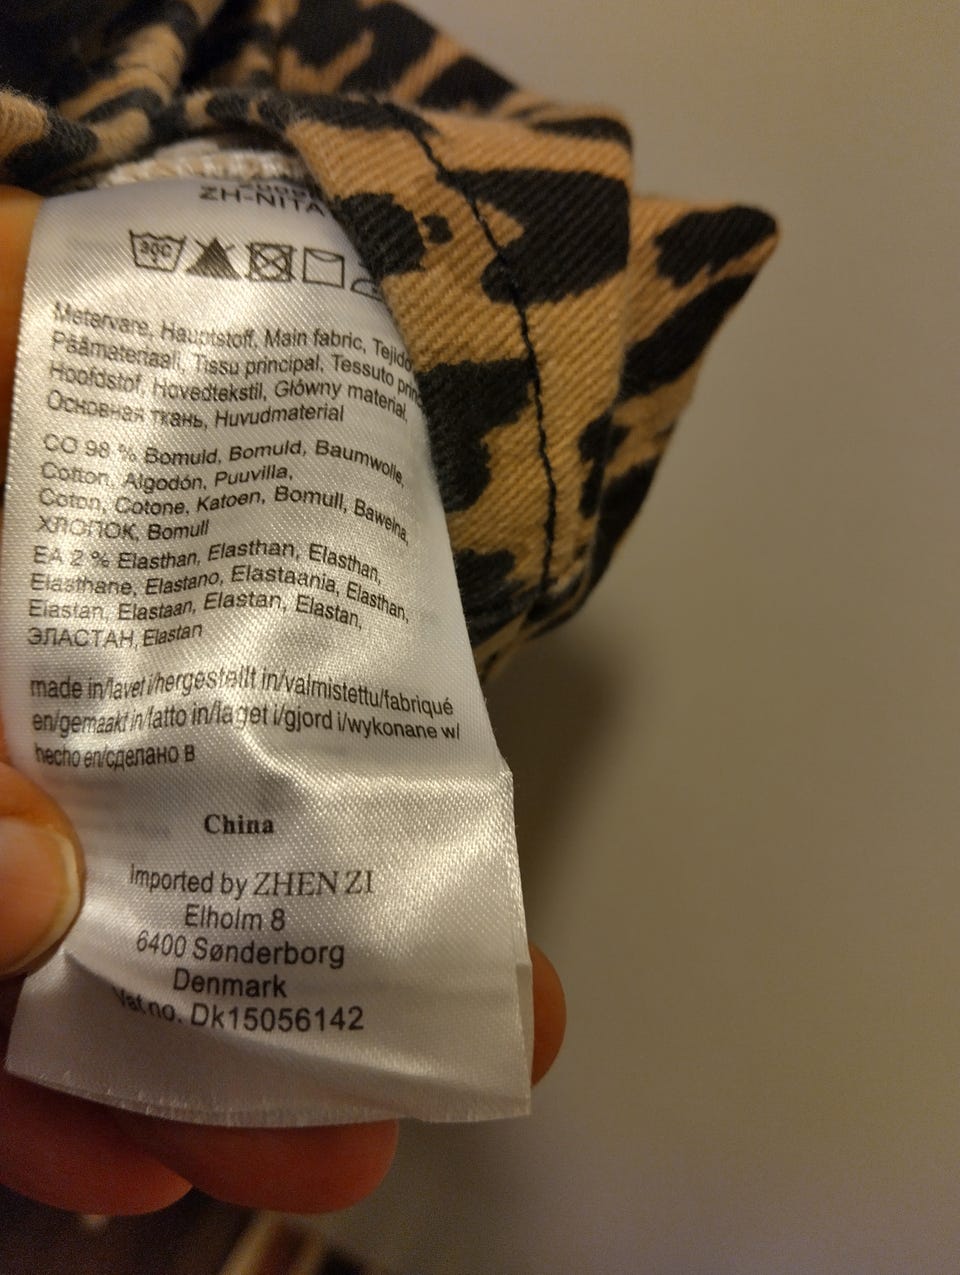 ZH-NITA
30C
Metervare, Hauptstoff, Main fabric, Tejido
Päämateriaali, Tissu principal, Tessuto
Hoofdstof, Hovedtekstil, Główny material,
Основная ткань, Huvudmaterial
CO 98 % Bomuld, Bomuld, Baumwolle,
Cotton, Algodón, Puuvilla,
Coton, Cotone, Katoen, Bomull, Bawelna,
ХЛОПОК, Bomull
EA 2 % Elasthan, Elasthan, Elasthan,
Elasthane, Elastano, Elastaania, Elasthan,
Elastan, Elastaan, Elastan, Elastan,
ЭЛАСТАН, Elastan
made in/lavet i/hergestellt in/valmistettu/fabriqué
en/gemaakt in/fatto in/laget i/gjord i/wykonane w/
hecho en/сделано в
China
Imported by ZHEN ZI
Elholm 8
6400 Sønderborg
Denmark
Vat no. Dk15056142